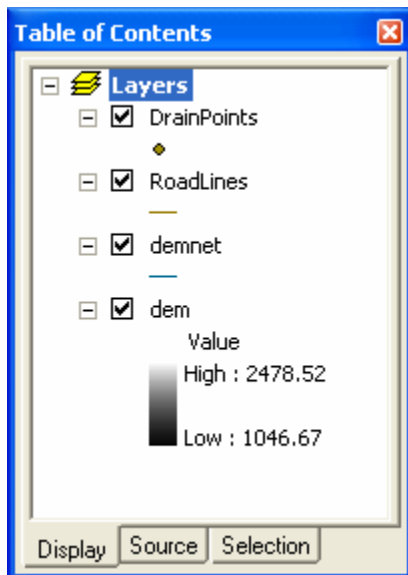 Table of Contents
Layers
DrainPoints
RoadLines
demnet
dem
Value
High : 2478.52
Low : 1046.67
Display Source Selection